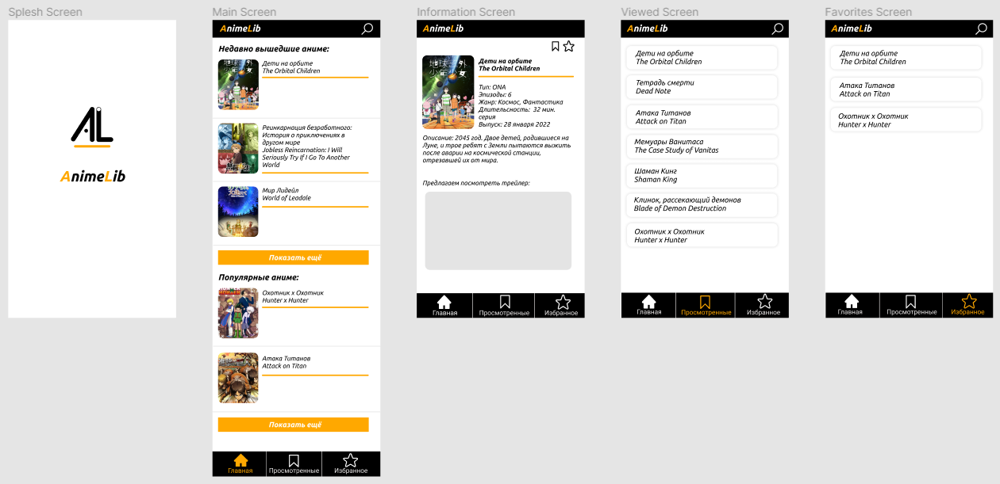 Splesh Screen
AL
AnimeLib
Main Screen
AnimeLib
Недавно вышедшие аниме:
Дети на орбите
The Orbital Children
Реинкарнация безработного:
История о приключениях в
другом мире
Jobless Reincarnation: I Will
Seriously Try If I Go To Another
World
Мир Лидейл
World of Leadale
Показать ещё
Популярные аниме:
Охотник х Охотник
Hunter x Hunter
Атака Титанов
Attack on Titan
Показать ещё
Главная
Просмотренные
Избранное
Information Screen
AnimeLib
地球外
少年少女
Дети на орбите
The Orbital Children
Тип: ONA
Эпизоды: 6
Жанр: Космос, Фантастика
Длительность: 32 мин.
серия
Выпуск: 28 января 2022
Описание: 2045 год. Двое детей, родившиеся на
Луне, и трое ребят с Земли пытаются выжить
после аварии на космической станции,
отрезавшей их от мира.
Предлагаем посмотреть трейлер:
Главная
Просмотренные
Избранное
Viewed Screen
AnimeLib
Дети на орбите
The Orbital Children
Тетрадь смерти
Dead Note
Атака Титанов
Attack on Titan
Мемуары Ванитаса
The Case Study of Vanitas
Шаман Кинг
Shaman King
Клинок, рассекающий демонов
Blade of Demon Destruction
Охотник х Охотник
Hunter x Hunter
Главная
Просмотренные
Избранное
Favorites Screen
AnimeLib
Дети на орбите
The Orbital Children
Атака Титанов
Attack on Titan
Охотник х Охотник
Hunter x Hunter
Главная
Просмотренные
Избранное